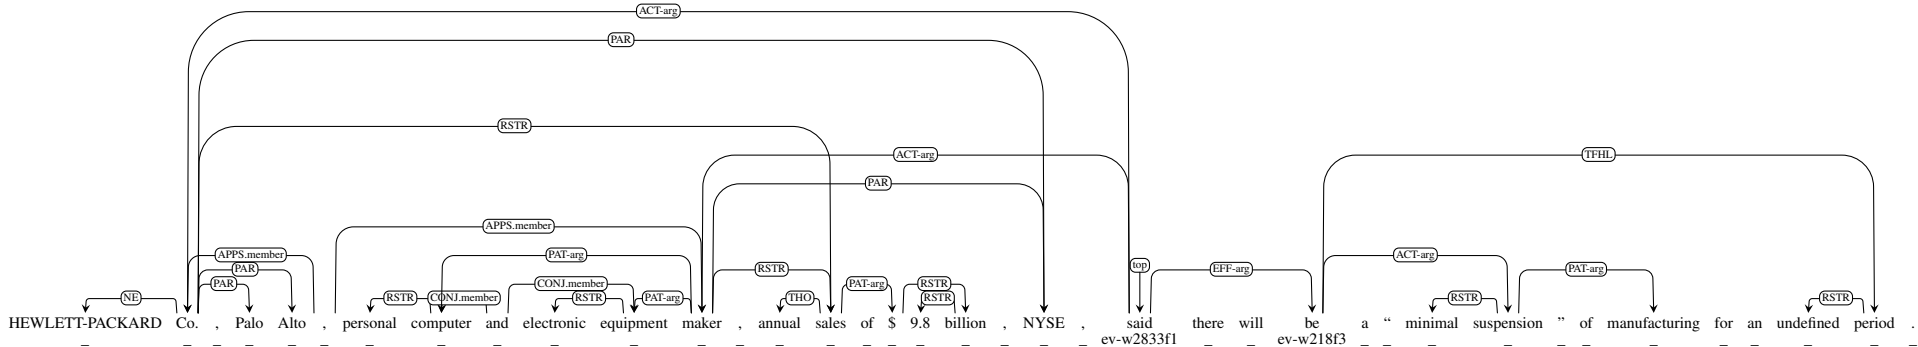 ACT-arg
PAR
RSTR
ACT-arg TFHL
PAR
APPS.member
APPS.member PAT-arg ACT-arg
PAR RSTR top EFF-arg PAT-arg
PAR CONJ.member PAT-arg RSTR
NE RSTR CONJ.member RSTR PAT-arg THO RSTR RSTR RSTR
HEWLETT-PACKARD Co. , Palo Alto , personal computer and electronic equipment maker , annual sales of $ 9.8 billion , NYSE , said there will be a “ minimal suspension ” of manufacturing for an undefined period .
_ _ _ _ _ _ _ _ _ _ _ _ _ _ _ _ _ _ _ _ _ _ ev-w2833f1 _ _ ev-w218f3 _ _ _ _ _ _ _ _ _ _ _ _